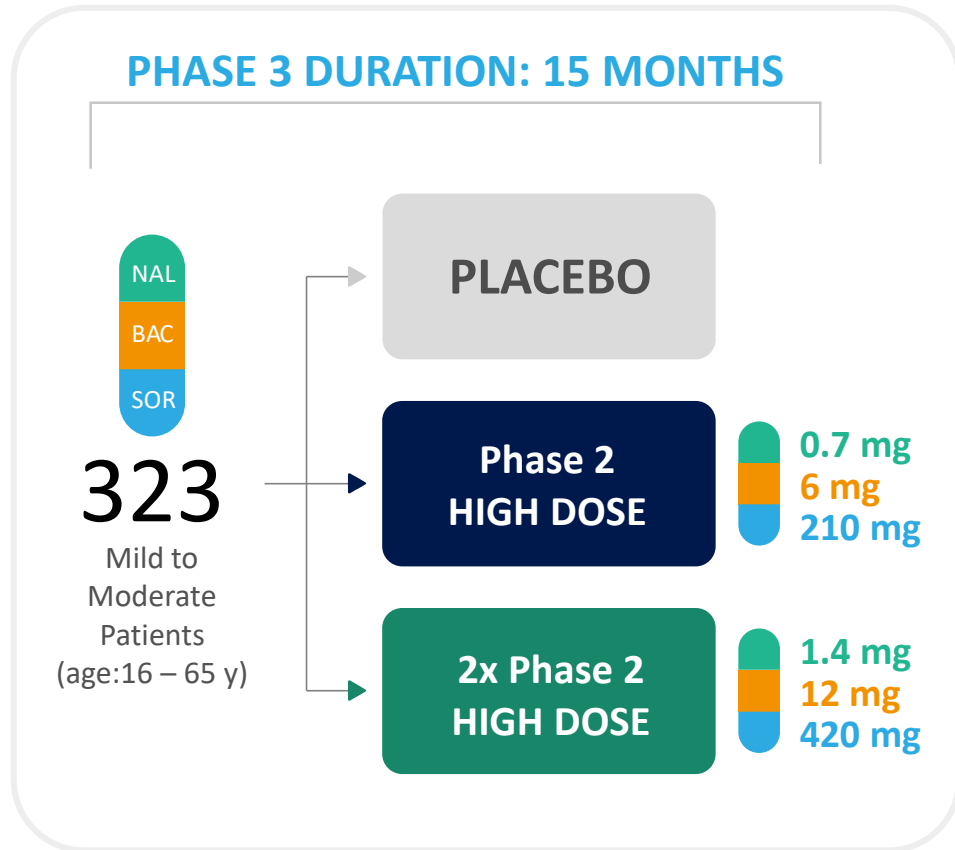 PHASE 3 DURATION: 15 MONTHS
NAL
BAC
SOR
323
Mild to
Moderate
Patients
(age:16 – 65 y)
PLACEBO
Phase 2
HIGH DOSE
0.7 mg
6 mg
210 mg
2x Phase 2
HIGH DOSE
1.4 mg
12 mg
420 mg